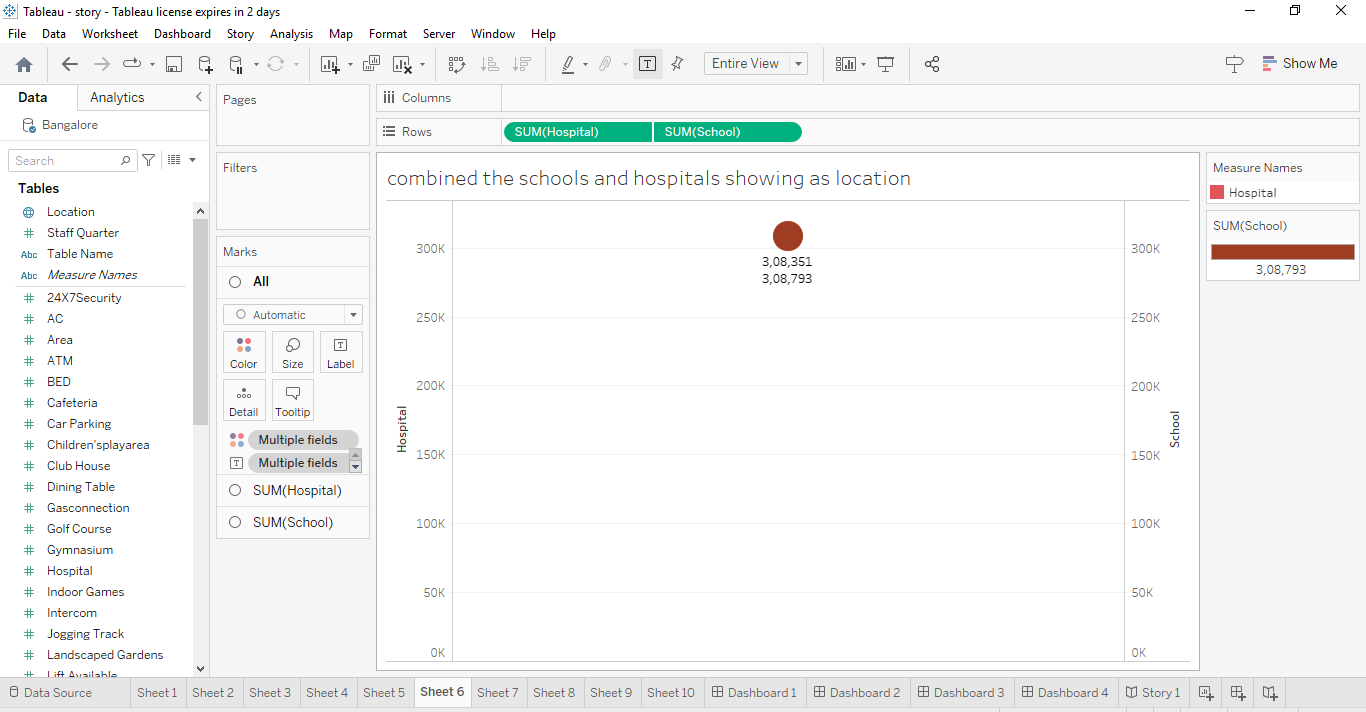 Tableau - story - Tableau license expires in 2 days
File Data Worksheet Dashboard Story Analysis Map Format Server Window Help
Entire View
Show Me
Data Analytics
Bangalore
Search
Tables
Location
Staff Quarter
Abc Table Name
Abc Measure Names
24X7Security
AC
Area
ATM
BED
Cafeteria
Car Parking
Children'splayarea
Club House
Dining Table
Gasconnection
Golf Course
Gymnasium
Hospital
Indoor Games
Intercom
Jogging Track
Landscaped Gardens
Lift Available
Pages
Filters
Marks
All
Automatic
Color Size Label
Detail Tooltip
Multiple fields
Multiple fields
SUM(Hospital)
SUM(School)
Columns
Rows SUM(Hospital) SUM(School)
combined the schools and hospitals showing as location
3,08,351
3,08,793
300K
250K
200K
150K
100K
50K
0K
Hospital
300K
250K
200K
150K
100K
50K
0K
School
Measure Names
Hospital
SUM(School)
3,08,793
Data Source Sheet 1 Sheet 2 Sheet 3 Sheet 4 Sheet 5 Sheet 6 Sheet 7 Sheet 8 Sheet 9 Sheet 10 Dashboard 1 Dashboard 2 Dashboard 3 Dashboard 4 Story 1